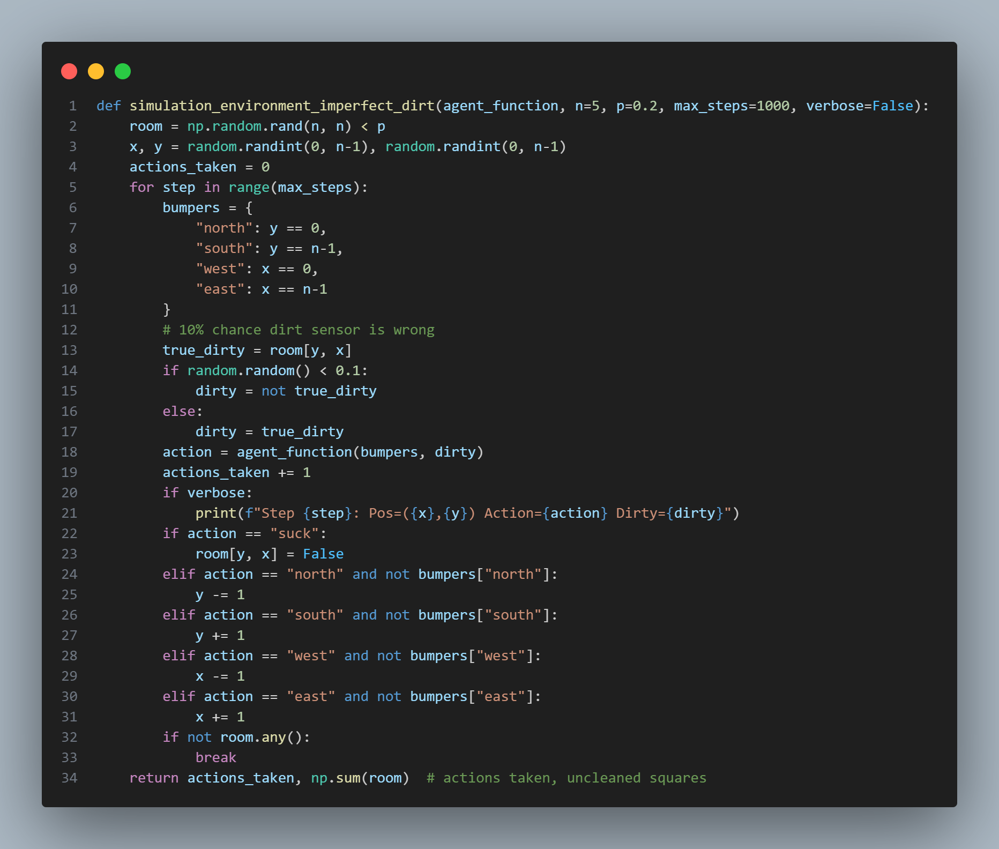 1 def simulation_environment_imperfect_dirt(agent_function, n=5, p=0.2, max_steps=1000, verbose=False):
2     room = np.random.rand(n, n) < p
3     x, y = random.randint(0, n-1), random.randint(0, n-1)
4     actions_taken = 0
5     for step in range(max_steps):
6         bumpers = {
7             "north": y == 0,
8             "south": y == n-1,
9             "west": x == 0,
10             "east": x == n-1
11         }
12         # 10% chance dirt sensor is wrong
13         true_dirty = room[y, x]
14         if random.random() < 0.1:
15             dirty = not true_dirty
16         else:
17             dirty = true_dirty
18         action = agent_function(bumpers, dirty)
19         actions_taken += 1
20         if verbose:
21             print(f"Step {step}: Pos=({x},{y}) Action={action} Dirty={dirty}")
22         if action == "suck":
23             room[y, x] = False
24         elif action == "north" and not bumpers["north"]:
25             y -= 1
26         elif action == "south" and not bumpers["south"]:
27             y += 1
28         elif action == "west" and not bumpers["west"]:
29             x -= 1
30         elif action == "east" and not bumpers["east"]:
31             x += 1
32         if not room.any():
33             break
34     return actions_taken, np.sum(room)  # actions taken, uncleaned squares